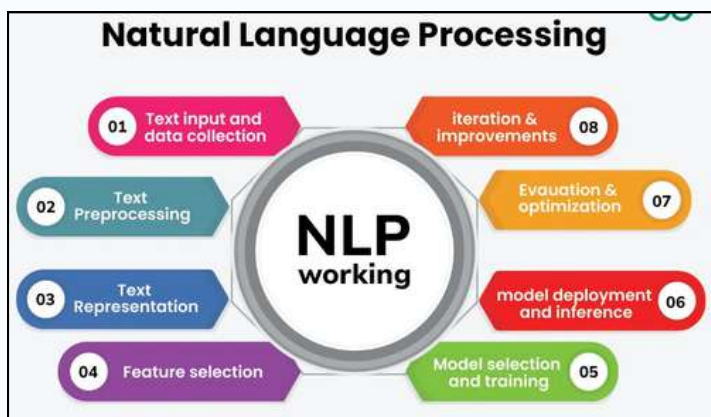 Natural Language Processing
01
Text input and
data collection
02
Text
Preprocessing
03
Text
Representation
04
Feature selection
NLP
working
Model selection
and training
05
model deployment
and inference
06
Evauation &
optimization
07
iteration &
improvements
08